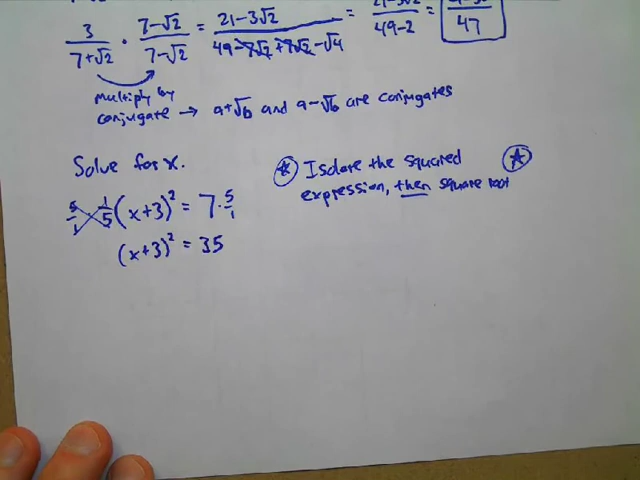 3/(7+√2) · (7-√2)/(7-√2) = (21-3√2)/(49-7√2+7√2-√4) = (21-3√2)/(49-2) = 47
multiply by
conjugate → a+√b and a-√b are conjugates
Solve for x.
5/1 · 1/5 (x+3)² = 7 · 5/1
(x+3)² = 35
★ Isolate the squared ★
expression, then square root